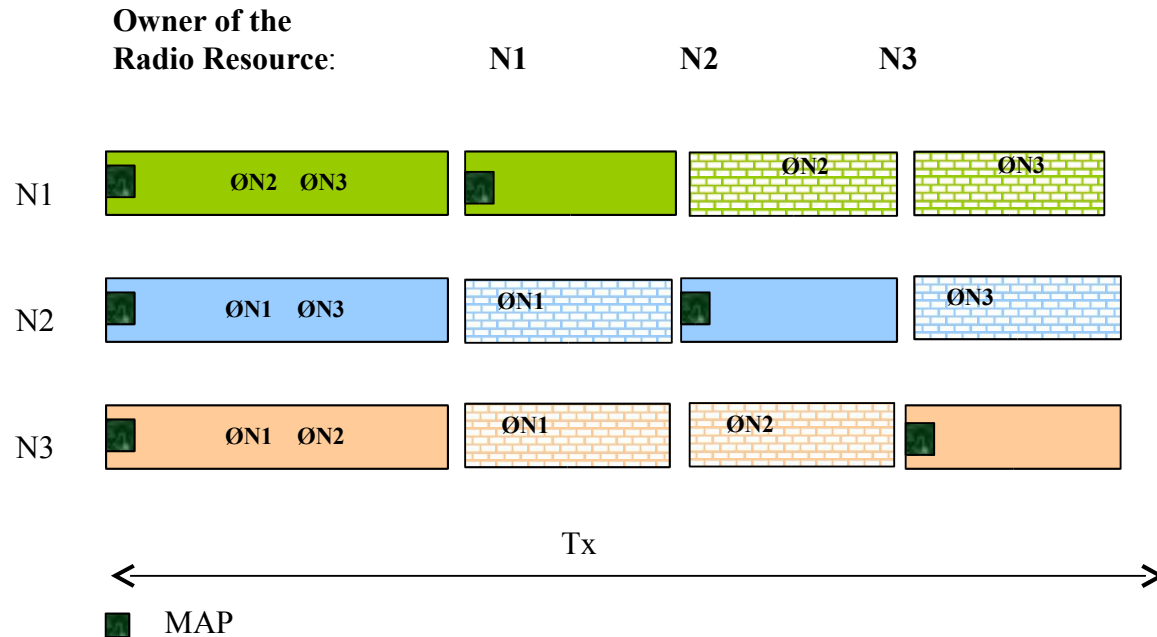 Owner of the
Radio Resource: N1 N2 N3
N1 ØN2 ØN3 ØN2 ØN3
N2 ØN1 ØN3 ØN1 ØN3
N3 ØN1 ØN2 ØN1 ØN2
Tx
MAP